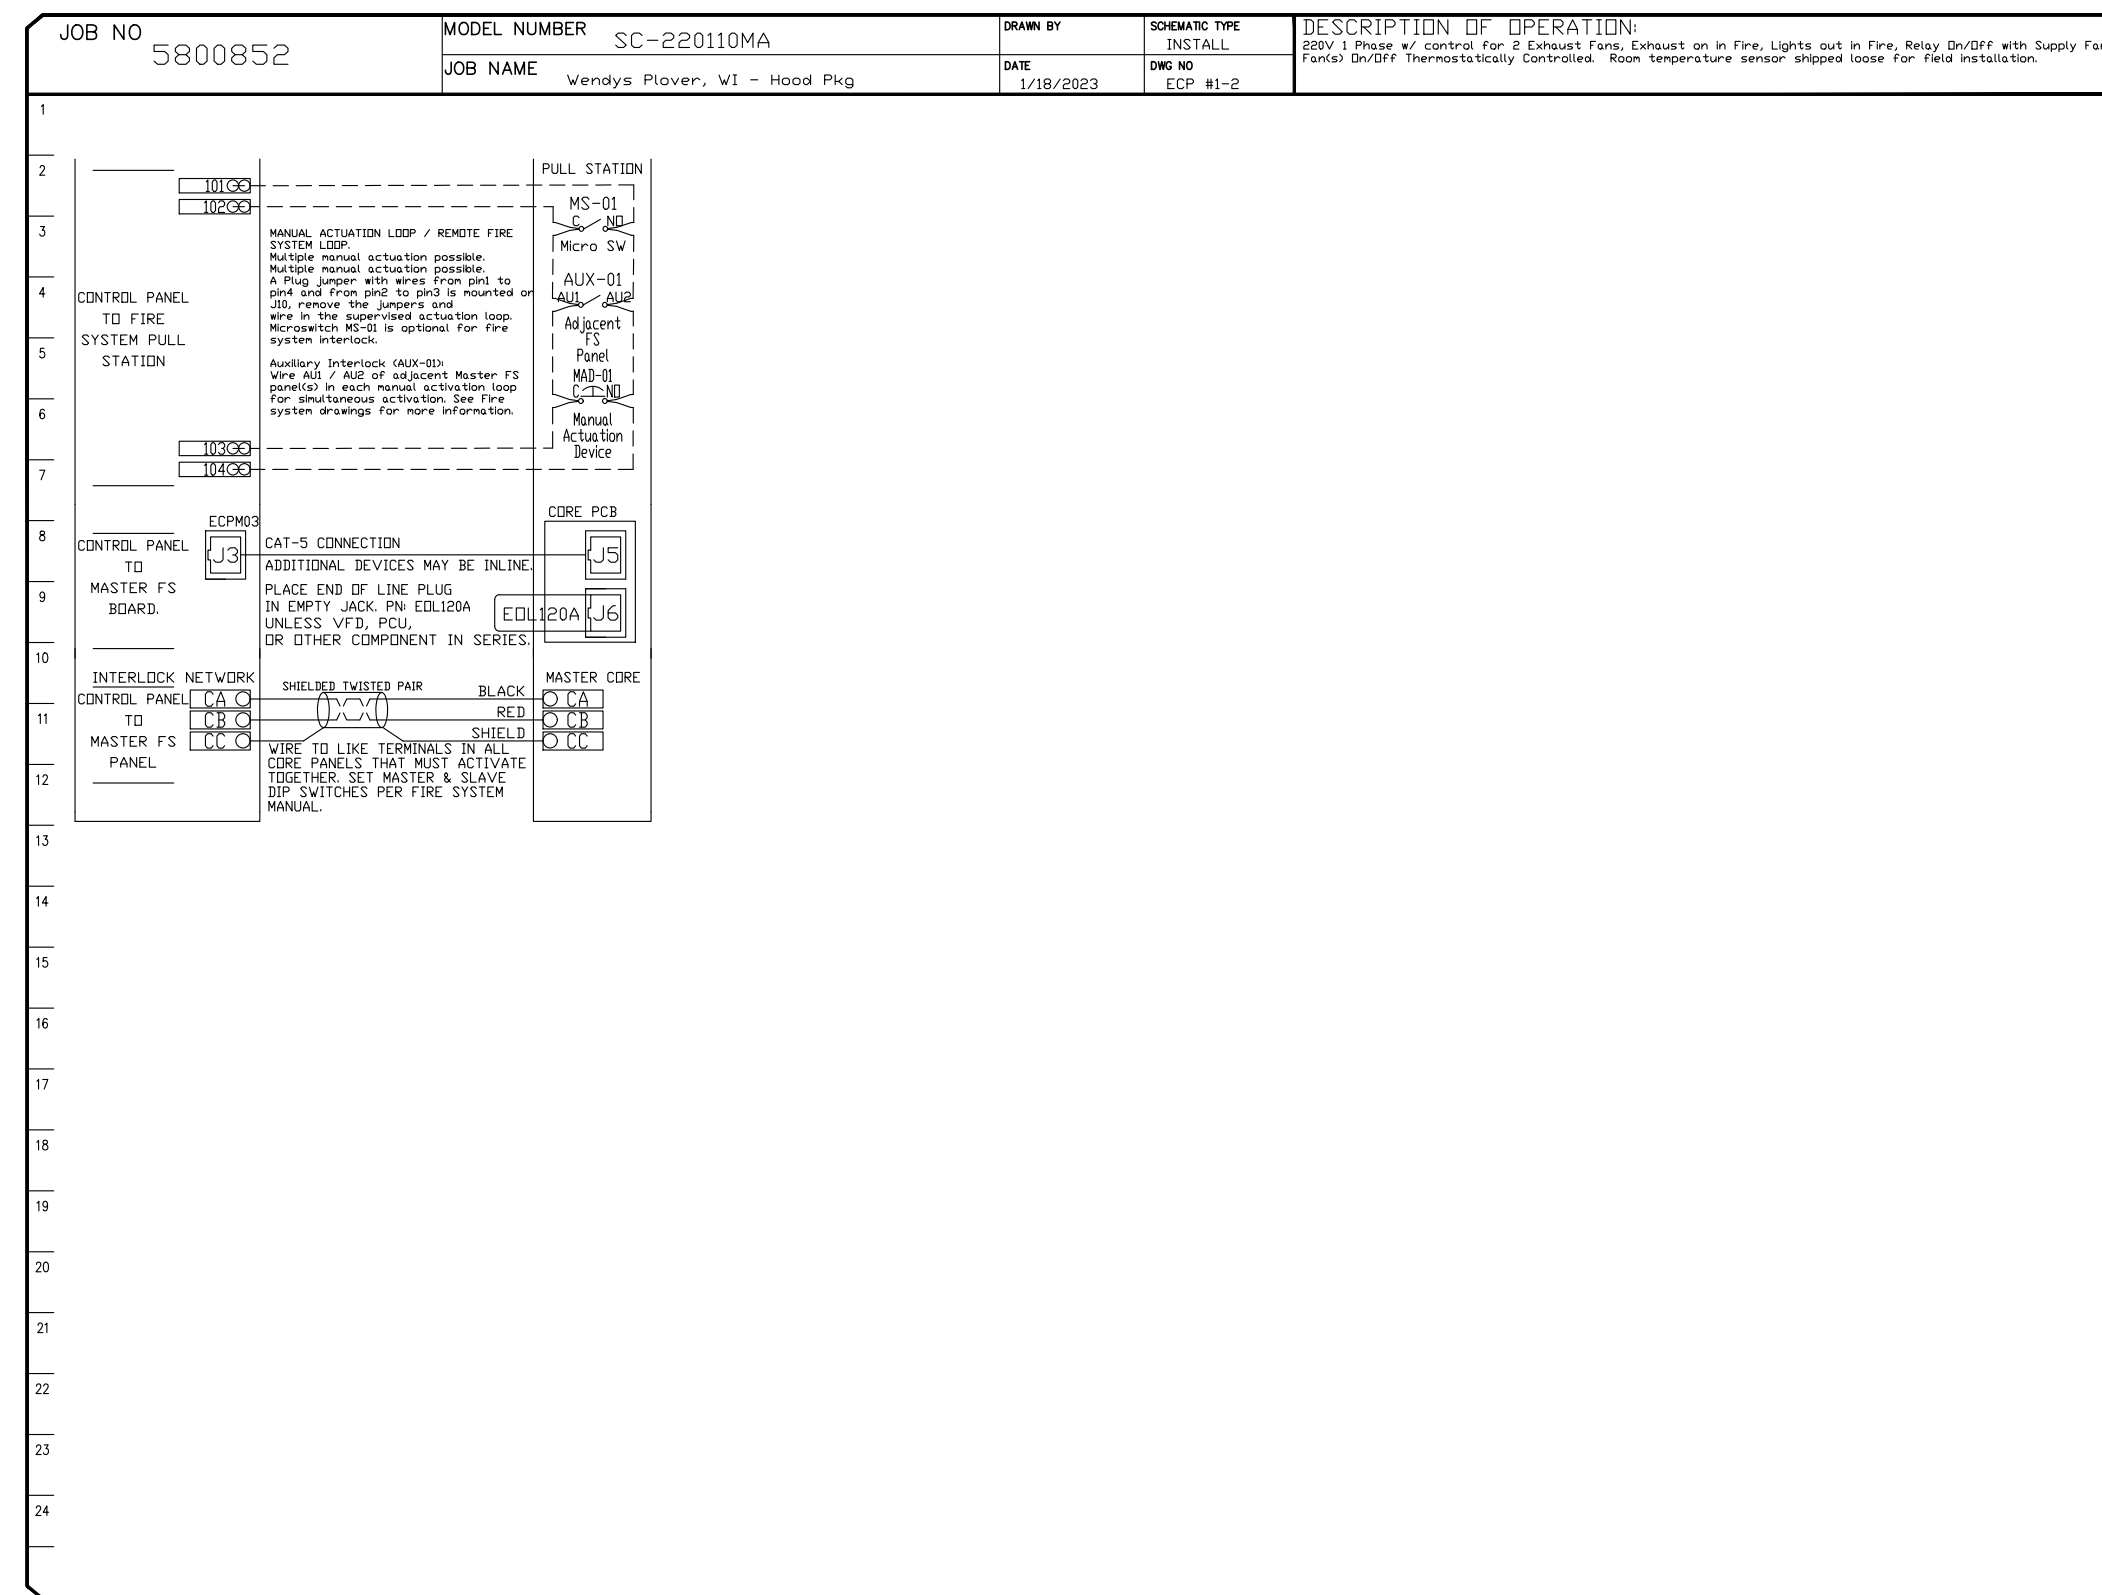 JOB NO
5800852
MODEL NUMBER
SC-220110MA
JOB NAME
Wendys Plover, WI - Hood Pkg
DRAWN BY
DATE
1/18/2023
SCHEMATIC TYPE
INSTALL
DWG NO
ECP #1-2
DESCRIPTION OF OPERATION:
220V 1 Phase w/ control for 2 Exhaust Fans, Exhaust on in Fire, Lights out in Fire, Relay On/Off with Supply
Fan(s) On/Off Thermostatically Controlled. Room temperature sensor shipped loose for field installation.
1
2
3
4
5
6
7
8
9
10
11
12
13
14
15
16
17
18
19
20
21
22
23
24
CONTROL PANEL
TO FIRE
SYSTEM PULL
STATION
101
102
103
104
MANUAL ACTUATION LOOP / REMOTE FIRE
SYSTEM LOOP.
Multiple manual actuation possible.
Multiple manual actuation possible.
A Plug jumper with wires from pin1 to
pin4 and from pin2 to pin3 is mounted on
J10, remove the jumpers and
wire in the supervised actuation loop.
Microswitch MS-01 is optional for fire
system interlock.
Auxiliary Interlock (AUX-01):
Wire AU1 / AU2 of adjacent Master FS
panel(s) in each manual activation loop
for simultaneous activation. See Fire
system drawings for more information.
PULL STATION
MS-01
C NO
Micro SW
AUX-01
AU1 AU2
Adjacent
FS
Panel
MAD-01
C NO
Manual
Actuation
Device
CONTROL PANEL
TO
MASTER FS
BOARD.
ECPM03
J3
CAT-5 CONNECTION
ADDITIONAL DEVICES MAY BE INLINE.
PLACE END OF LINE PLUG
IN EMPTY JACK. PN: EOL120A
UNLESS VFD, PCU,
OR OTHER COMPONENT IN SERIES.
CORE PCB
J5
EOL120A
J6
INTERLOCK NETWORK
CONTROL PANEL
TO
MASTER FS
PANEL
CA
CB
CC
SHIELDED TWISTED PAIR
BLACK
RED
SHIELD
MASTER CORE
CA
CB
CC
WIRE TO LIKE TERMINALS IN ALL
CORE PANELS THAT MUST ACTIVATE
TOGETHER. SET MASTER & SLAVE
DIP SWITCHES PER FIRE SYSTEM
MANUAL.